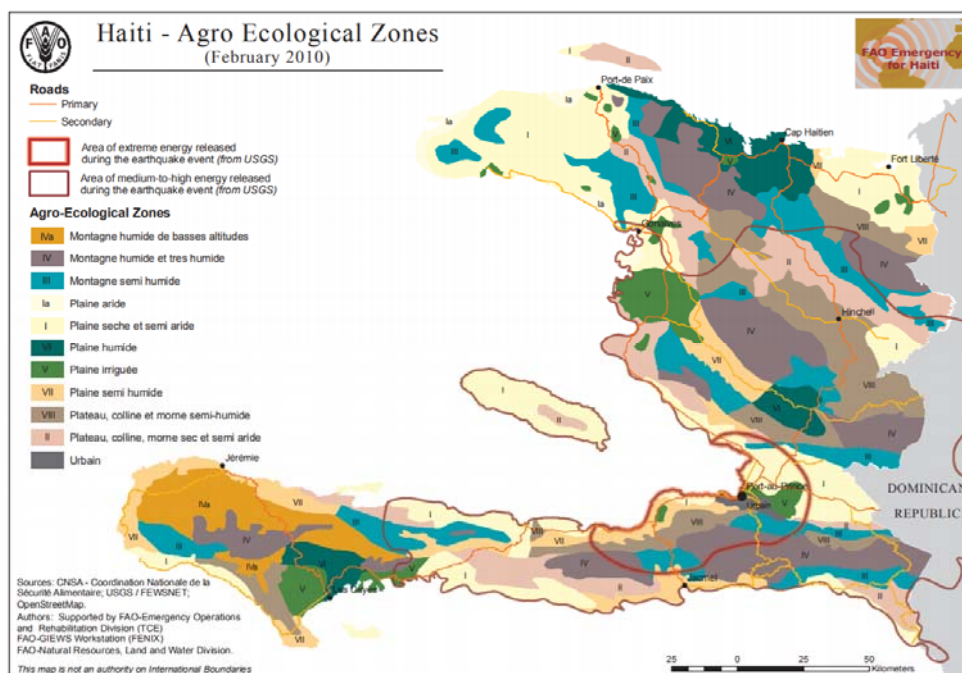 F A O
FIAT PANIS
Haiti - Agro Ecological Zones
(February 2010)
FAO Emergency
for Haiti
Roads
Primary
Secondary
Area of extreme energy released
during the earthquake event (from USGS)
Area of medium-to-high energy released
during the earthquake event (from USGS)
Agro-Ecological Zones
IVa Montagne humide de basses altitudes
IV Montagne humide et tres humide
III Montagne semi humide
Ia Plaine aride
I Plaine seche et semi aride
VI Plaine humide
V Plaine irriguée
VII Plaine semi humide
VIII Plateau, colline et morne semi-humide
II Plateau, colline, morne sec et semi aride
Urbain
Port-de Paix
Cap Haitien
Fort Liberté
Gonaives
Hinchell
Port-au-Prince
Urbain
Jérémie
Les Cayes
Jacmel
DOMINICAN
REPUBLIC
Sources: CNSA - Coordination Nationale de la
Sécurité Alimentaire; USGS / FEWSNET;
OpenStreetMap.
Authors: Supported by FAO-Emergency Operations
and Rehabilitation Division (TCE)
FAO-GIEWS Workstation (FENIX)
FAO-Natural Resources, Land and Water Division.
This map is not an authority on International Boundaries
25 0 25 50
Kilometers